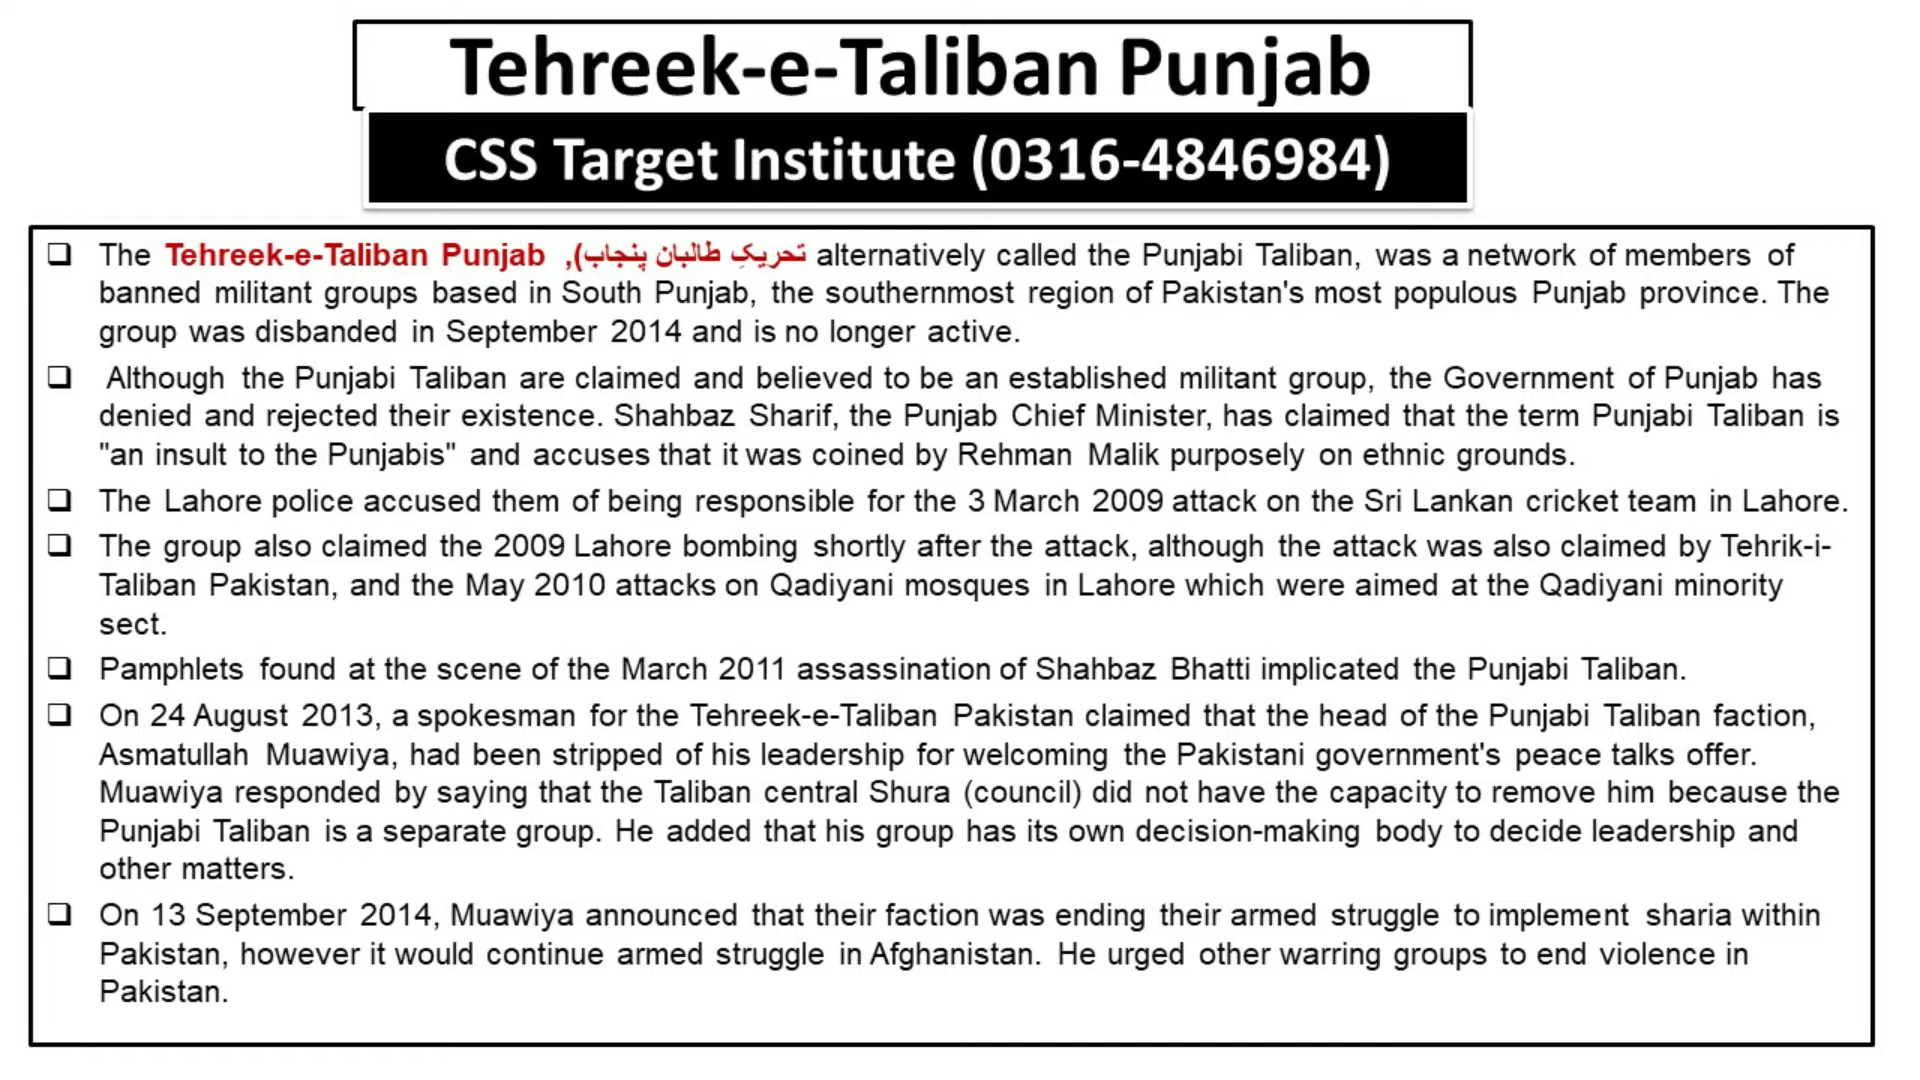 Tehreek-e-Taliban Punjab
CSS Target Institute (0316-4846984)
❑ The Tehreek-e-Taliban Punjab ,(تحریکِ طالبان پنجاب alternatively called the Punjabi Taliban, was a network of members of
banned militant groups based in South Punjab, the southernmost region of Pakistan's most populous Punjab province. The
group was disbanded in September 2014 and is no longer active.
❑ Although the Punjabi Taliban are claimed and believed to be an established militant group, the Government of Punjab has
denied and rejected their existence. Shahbaz Sharif, the Punjab Chief Minister, has claimed that the term Punjabi Taliban is
"an insult to the Punjabis" and accuses that it was coined by Rehman Malik purposely on ethnic grounds.
❑ The Lahore police accused them of being responsible for the 3 March 2009 attack on the Sri Lankan cricket team in Lahore.
❑ The group also claimed the 2009 Lahore bombing shortly after the attack, although the attack was also claimed by Tehrik-i-
Taliban Pakistan, and the May 2010 attacks on Qadiyani mosques in Lahore which were aimed at the Qadiyani minority
sect.
❑ Pamphlets found at the scene of the March 2011 assassination of Shahbaz Bhatti implicated the Punjabi Taliban.
❑ On 24 August 2013, a spokesman for the Tehreek-e-Taliban Pakistan claimed that the head of the Punjabi Taliban faction,
Asmatullah Muawiya, had been stripped of his leadership for welcoming the Pakistani government's peace talks offer.
Muawiya responded by saying that the Taliban central Shura (council) did not have the capacity to remove him because the
Punjabi Taliban is a separate group. He added that his group has its own decision-making body to decide leadership and
other matters.
❑ On 13 September 2014, Muawiya announced that their faction was ending their armed struggle to implement sharia within
Pakistan, however it would continue armed struggle in Afghanistan. He urged other warring groups to end violence in
Pakistan.